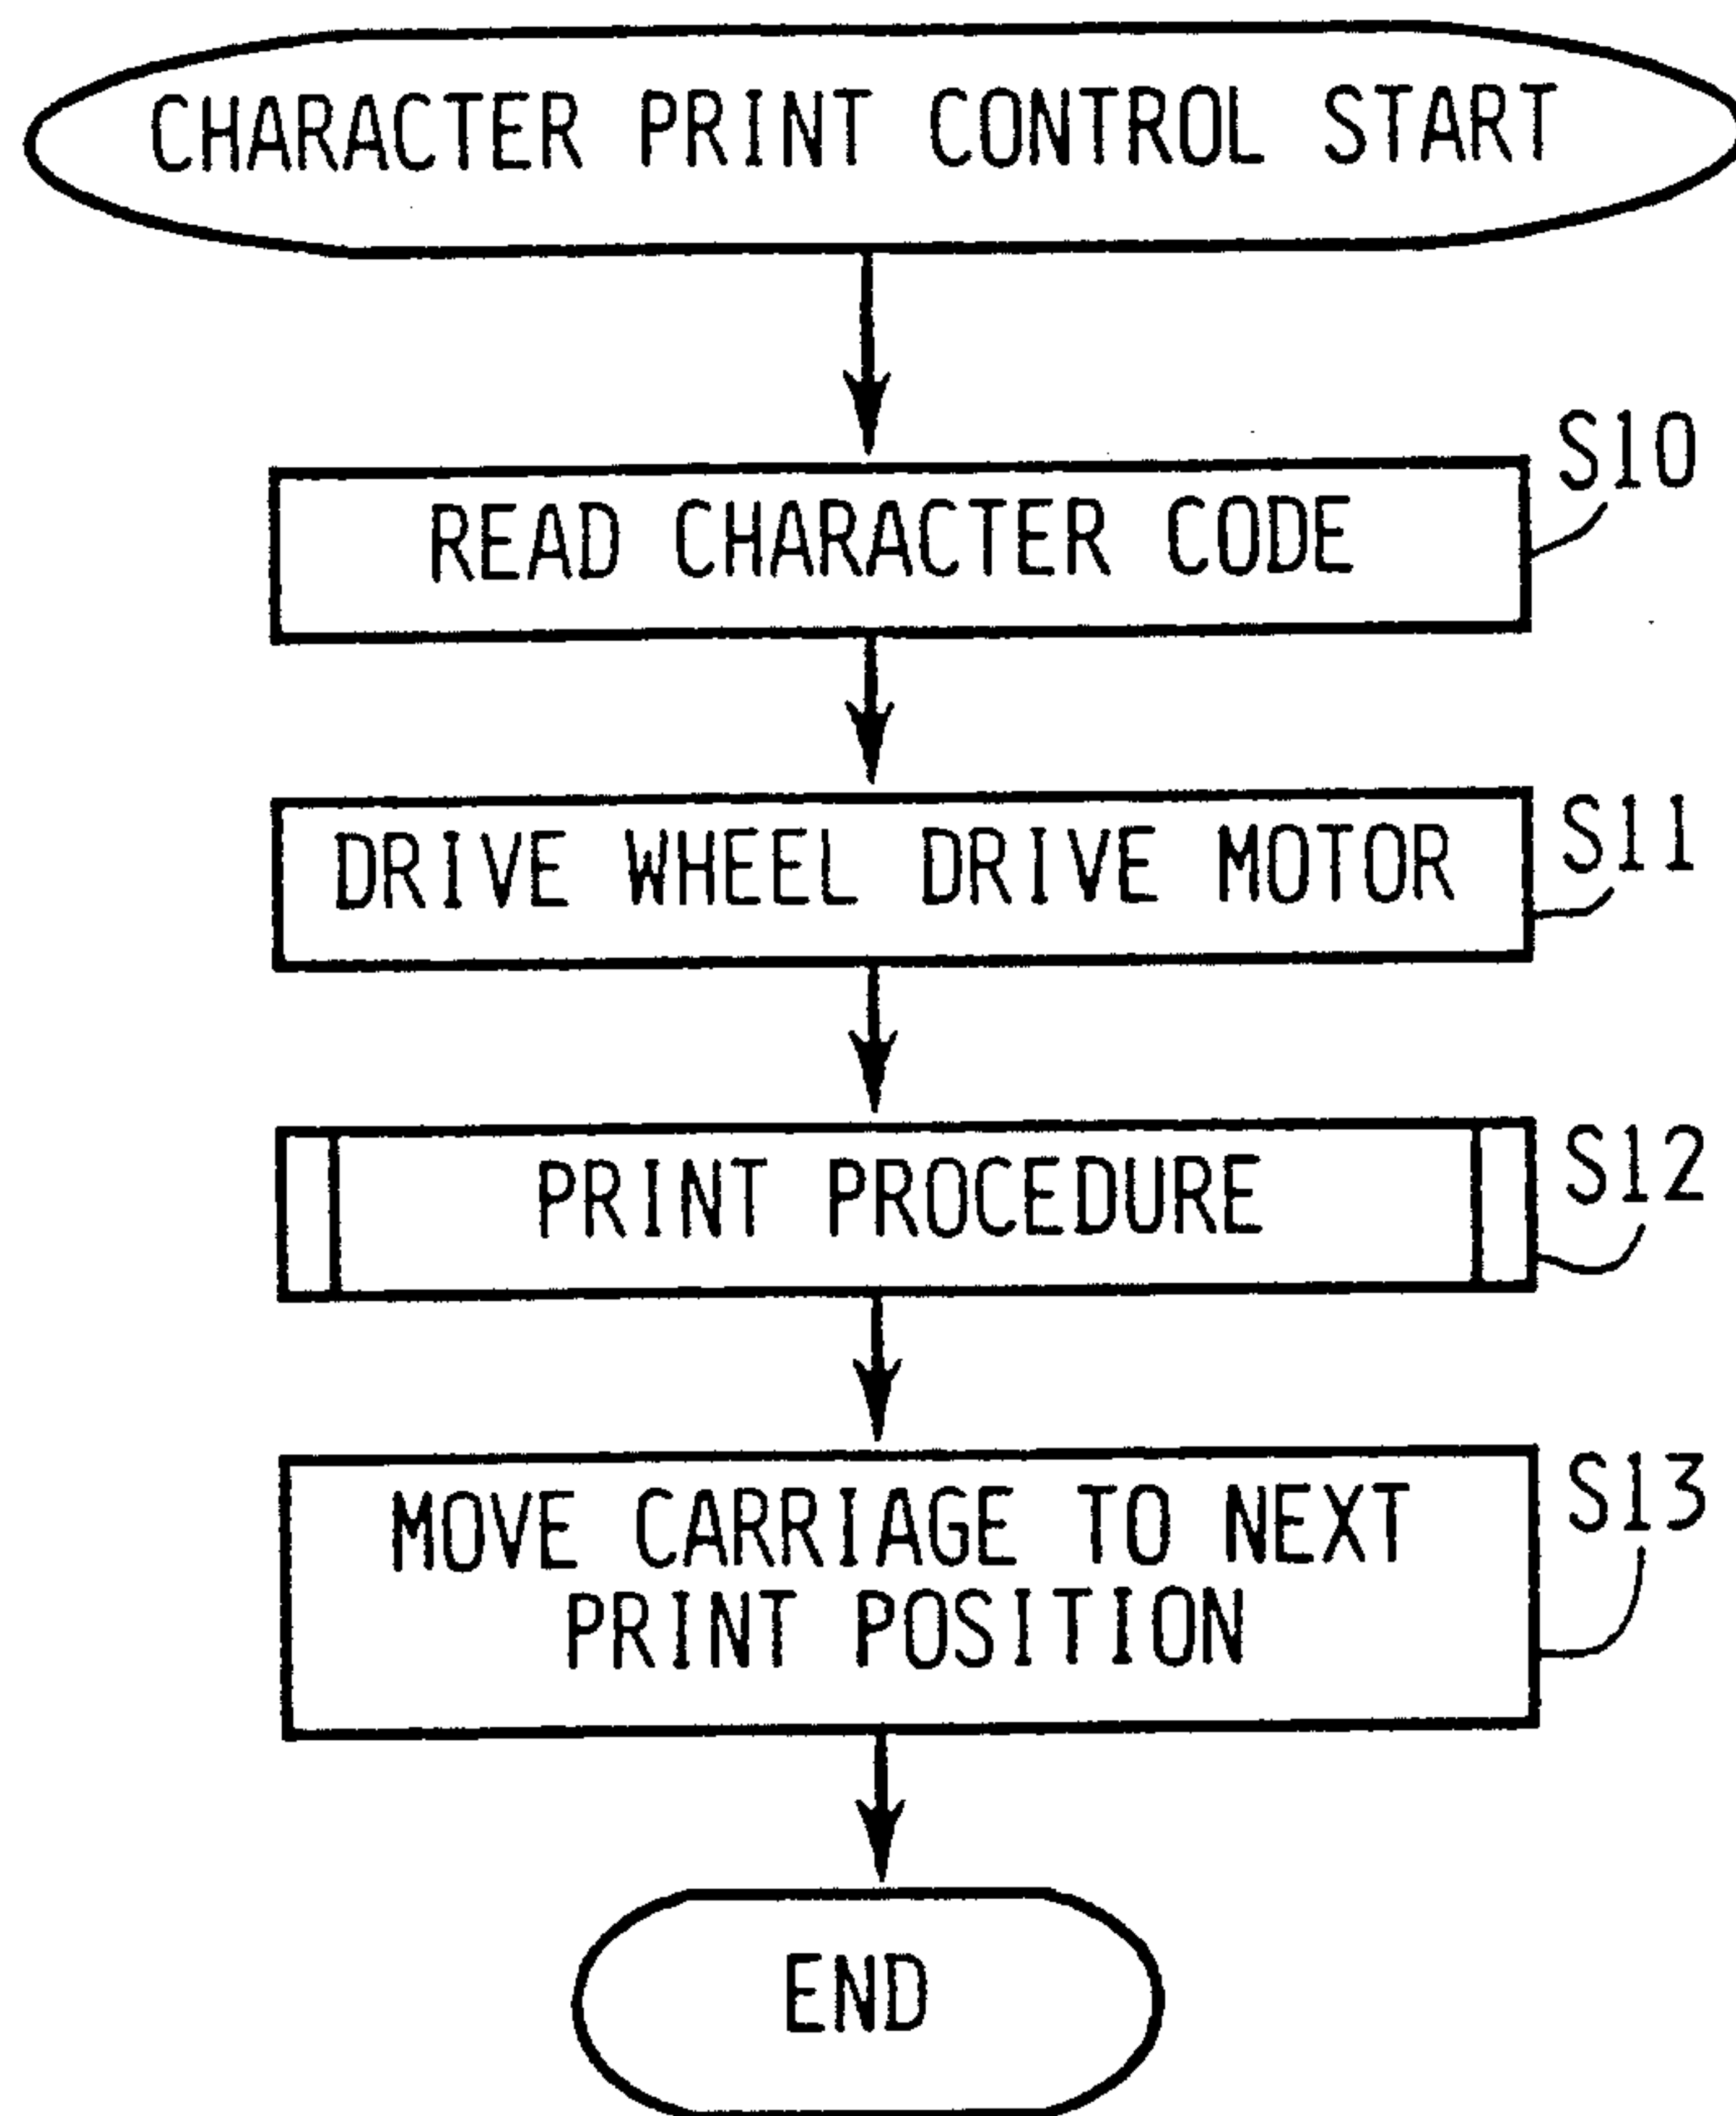 CHARACTER PRINT CONTROL START
S10
READ CHARACTER CODE
S11
DRIVE WHEEL DRIVE MOTOR
S12
PRINT PROCEDURE
S13
MOVE CARRIAGE TO NEXT
PRINT POSITION
END